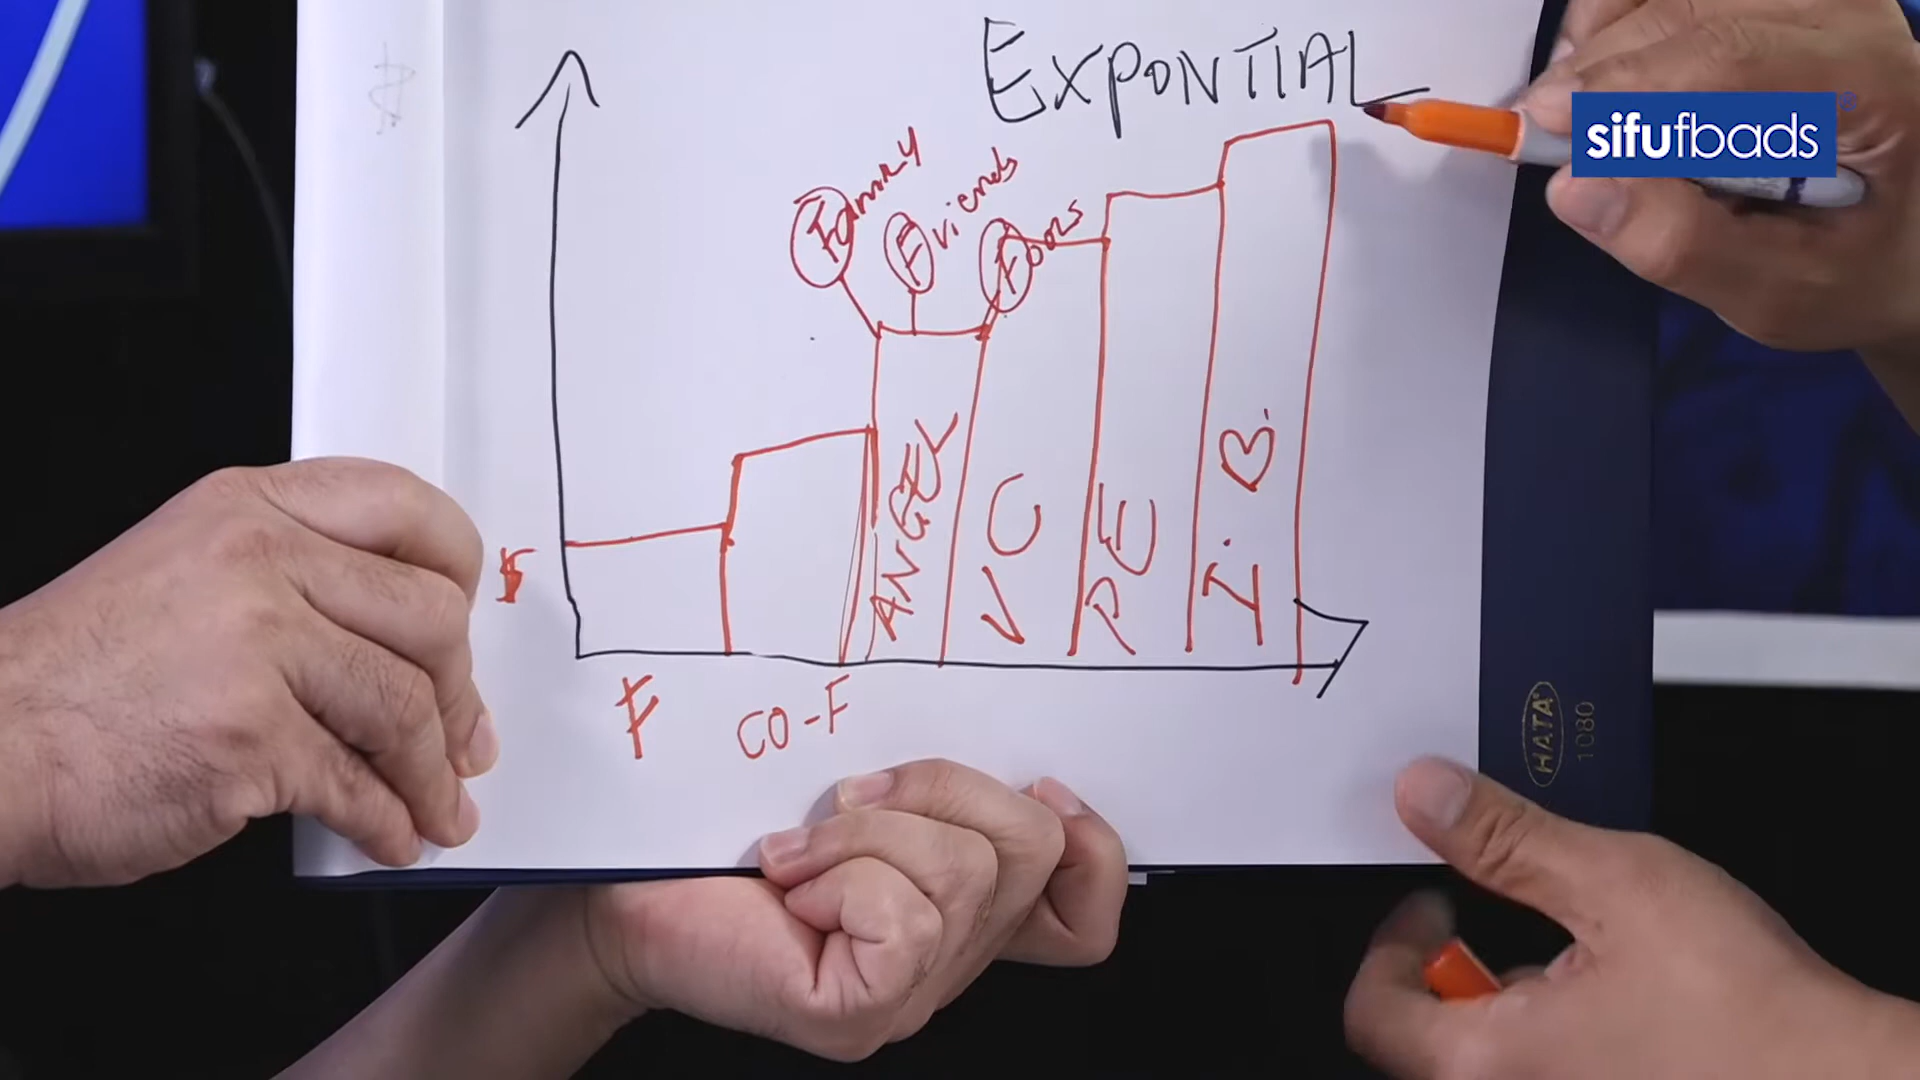 EXPONTIAL
sifufbads
Family
Friends
Fools
ANGEL
VC
PE
I. ♡.
$
F
CO-F
HATA
1080